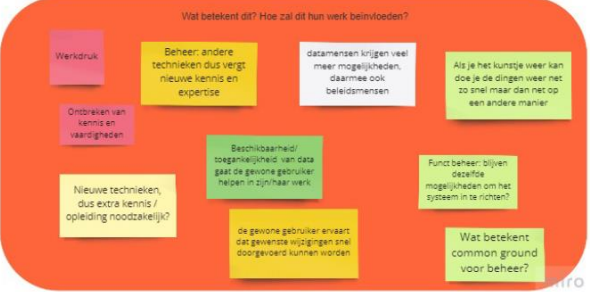 Wat betekent dit? Hoe zal dit hun werk beïnvloeden?
Werkdruk
Beheer: andere
technieken dus vergt
nieuwe kennis en
expertise
datamensen krijgen veel
meer mogelijkheden,
daarmee ook
beleidsmensen
Als je het kunstje weer kan
doe je de dingen weer net
zo snel maar dan net op
een andere manier
Ontbreken van
kennis en
vaardigheden
Beschikbaarheid/
toegankelijkheid van data
gaat de gewone gebruiker
helpen in zijn/haar werk
Funct beheer: blijven
dezelfde
mogelijkheden om het
systeem in te richten?
Nieuwe technieken,
dus extra kennis /
opleiding noodzakelijk?
de gewone gebruiker ervaart
dat gewenste wijzigingen snel
doorgevoerd kunnen worden
Wat betekent
common ground
voor beheer?
miro